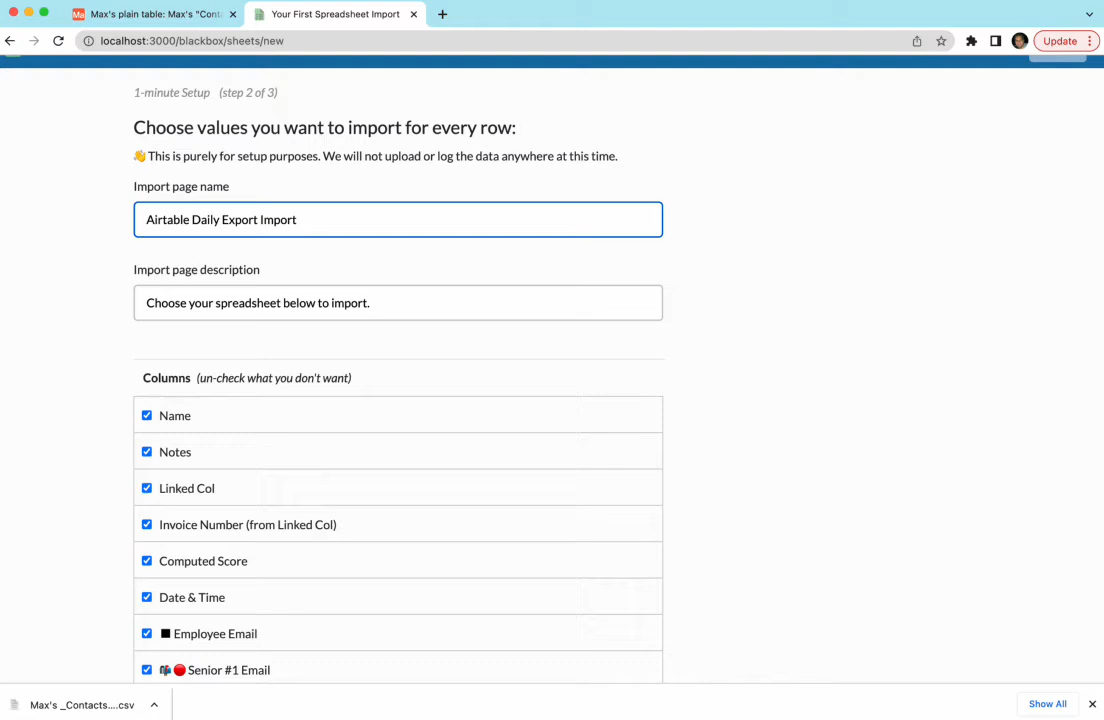 Max's plain table: Max's "Conta
Your First Spreadsheet Import
localhost:3000/blackbox/sheets/new
Update
1-minute Setup (step 2 of 3)
Choose values you want to import for every row:
👋 This is purely for setup purposes. We will not upload or log the data anywhere at this time.
Import page name
Airtable Daily Export Import
Import page description
Choose your spreadsheet below to import.
Columns (un-check what you don't want)
Name
Notes
Linked Col
Invoice Number (from Linked Col)
Computed Score
Date & Time
⬛ Employee Email
📬🔴 Senior #1 Email
Max's _Contacts....csv
Show All